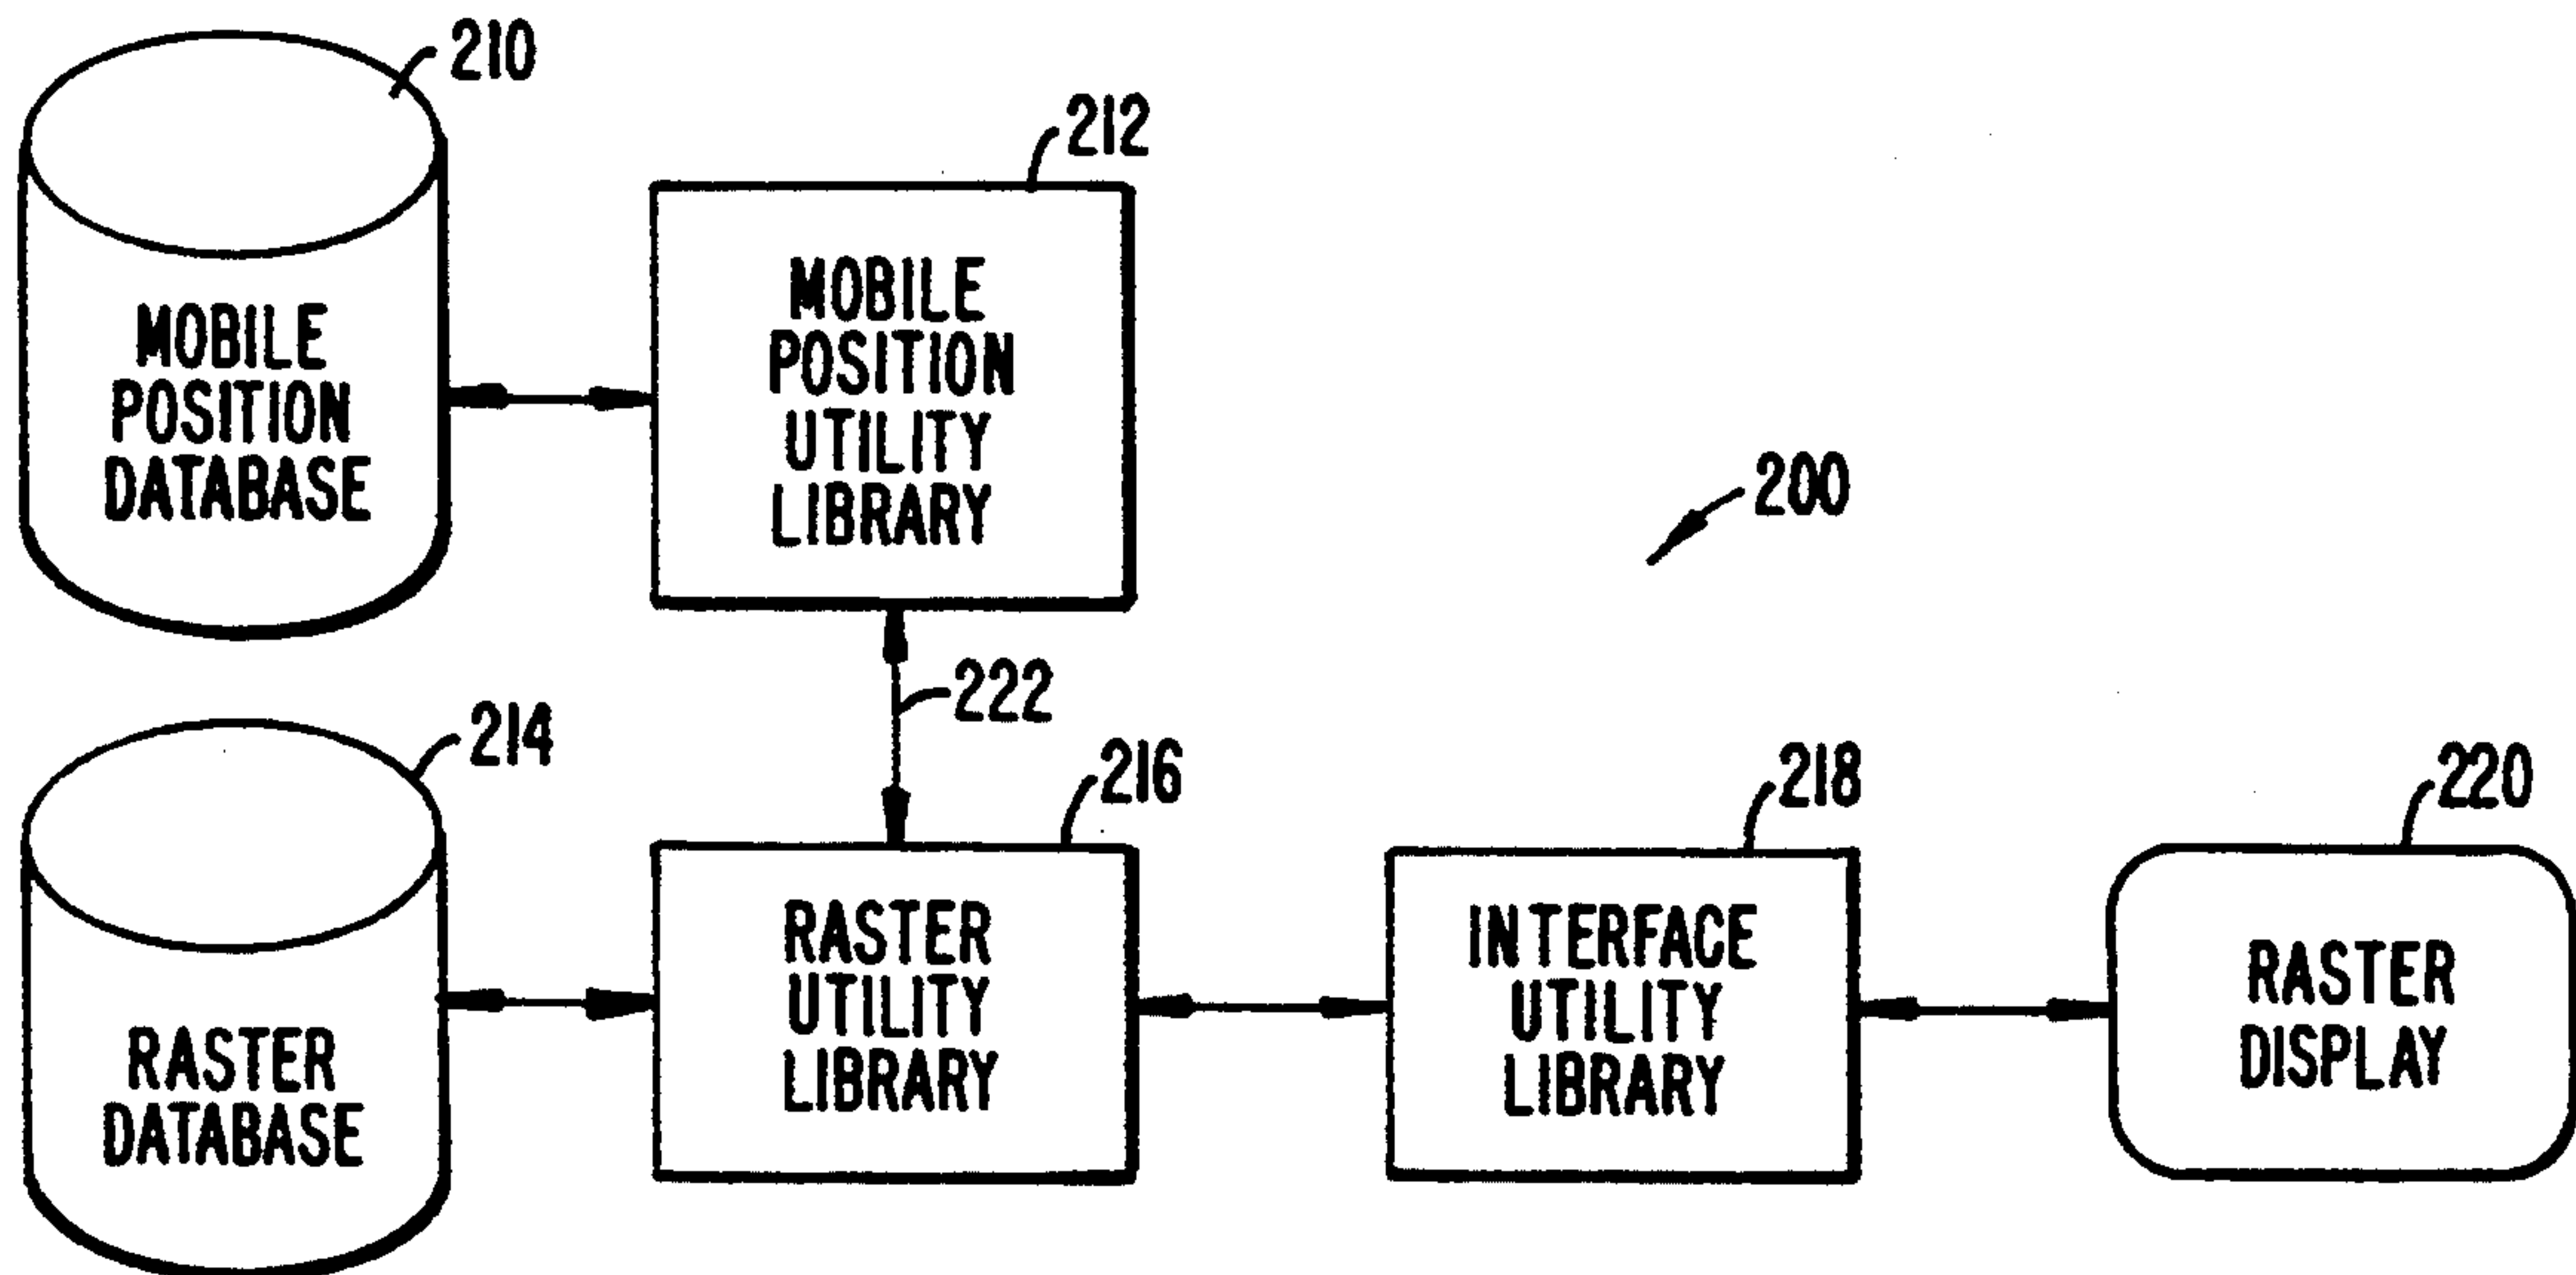 210
212
MOBILE
POSITION
DATABASE
MOBILE
POSITION
UTILITY
LIBRARY
200
222
214
216
218
220
RASTER
DATABASE
RASTER
UTILITY
LIBRARY
INTERFACE
UTILITY
LIBRARY
RASTER
DISPLAY